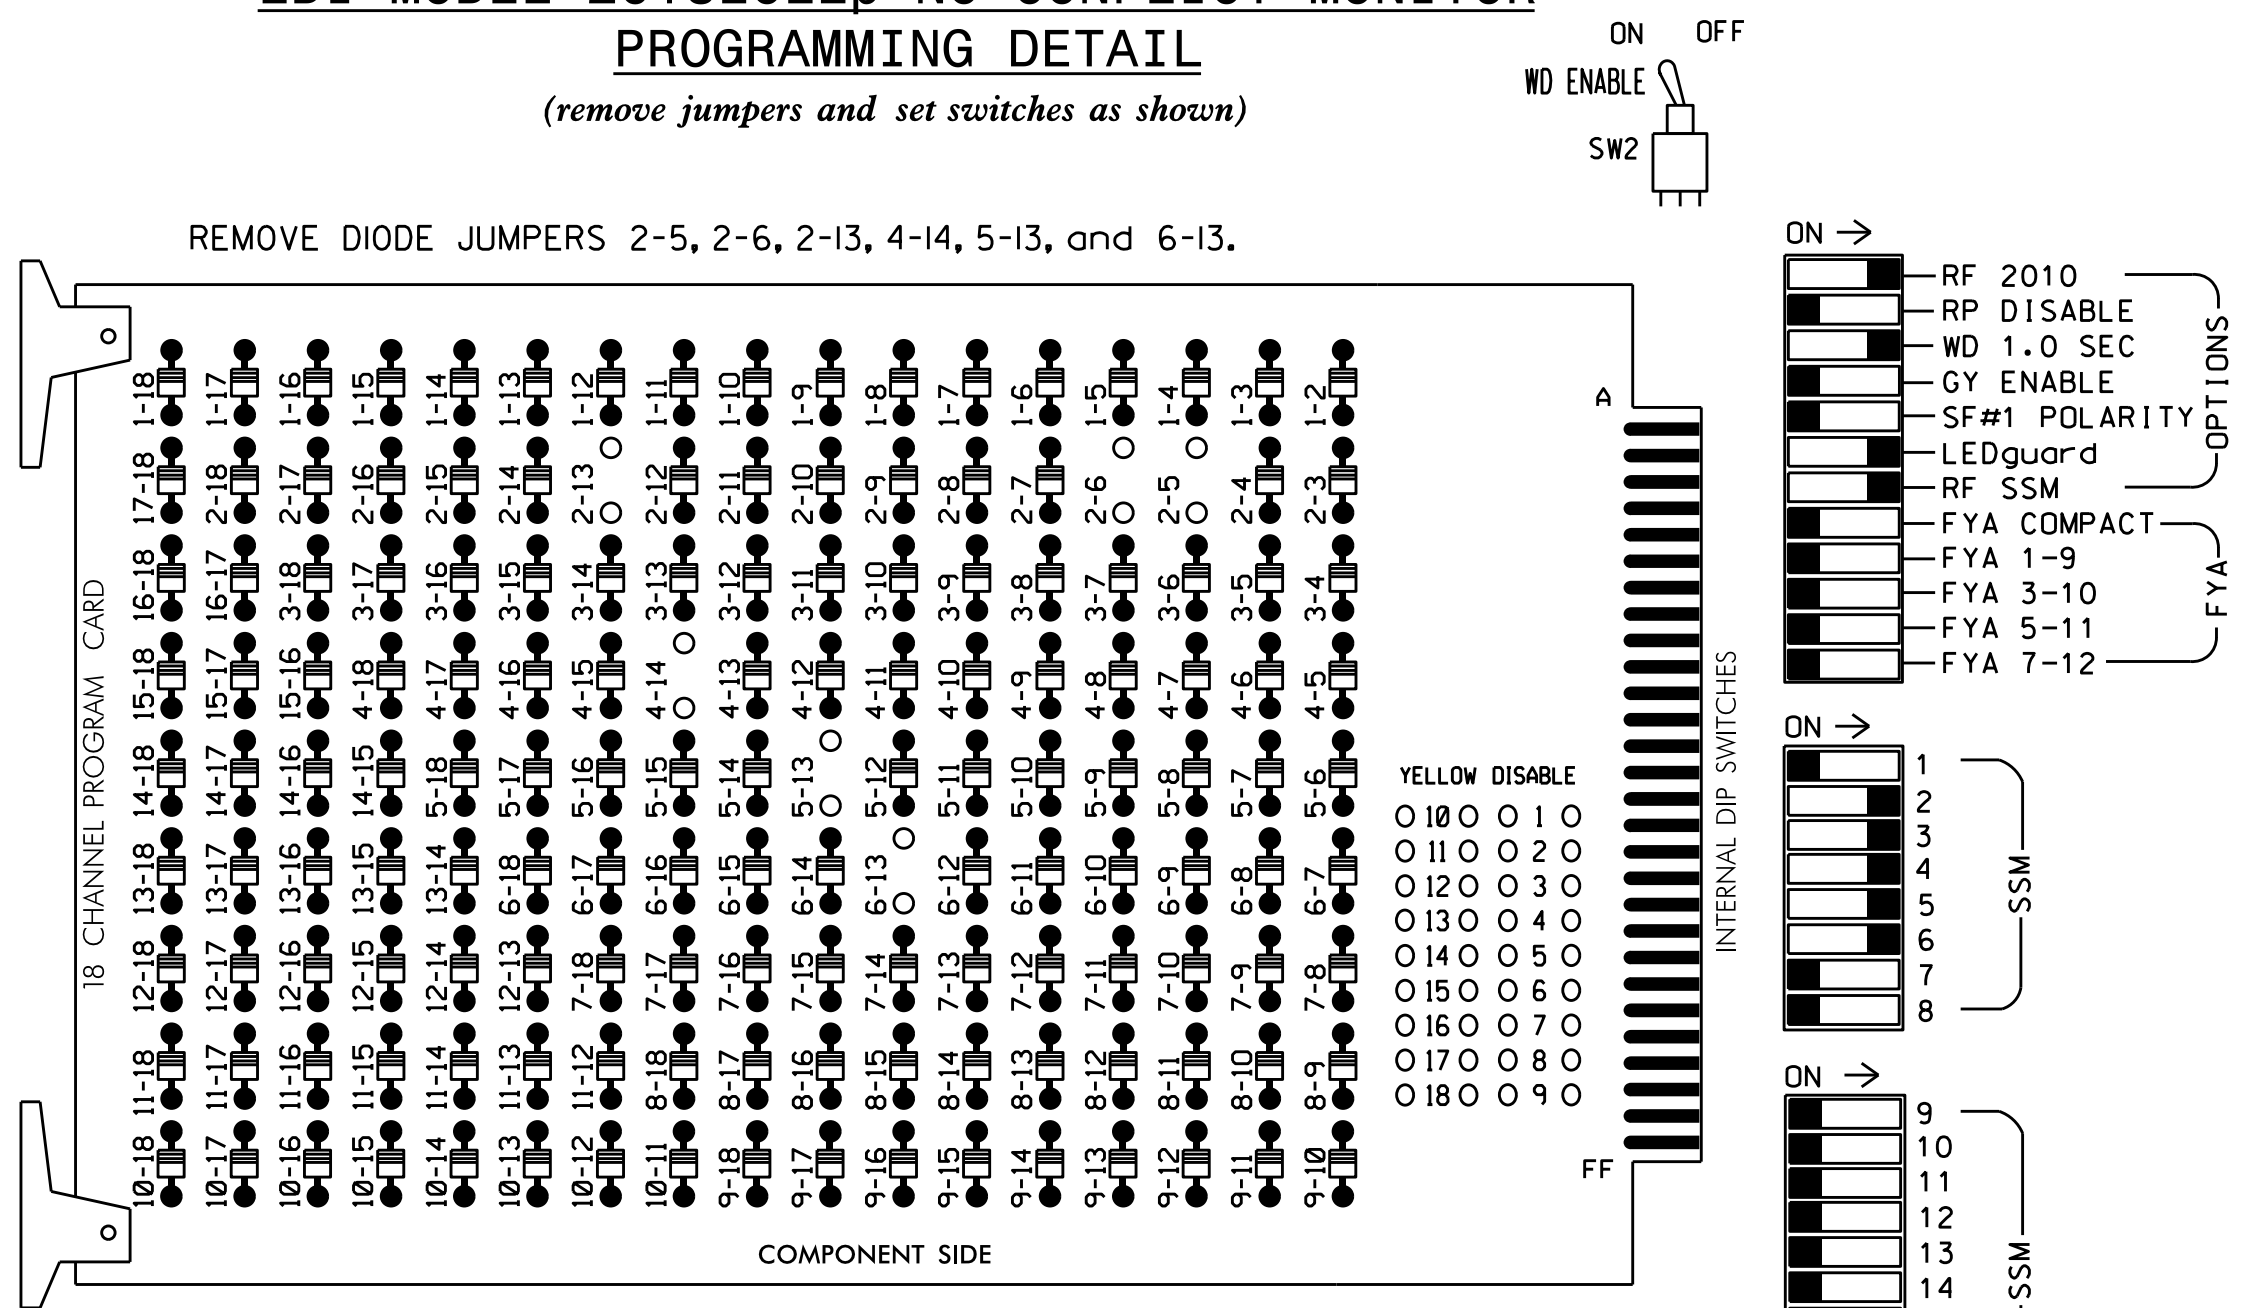 PROGRAMMING DETAIL
(remove jumpers and set switches as shown)
ON OFF
WD ENABLE
SW2
REMOVE DIODE JUMPERS 2-5, 2-6, 2-13, 4-14, 5-13, and 6-13.
1-18 1-17 1-16 1-15 1-14 1-13 1-12 1-11 1-10 1-9 1-8 1-7 1-6 1-5 1-4 1-3 1-2
17-18 2-18 2-17 2-16 2-15 2-14 2-13 2-12 2-11 2-10 2-9 2-8 2-7 2-6 2-5 2-4 2-3
16-18 16-17 3-18 3-17 3-16 3-15 3-14 3-13 3-12 3-11 3-10 3-9 3-8 3-7 3-6 3-5 3-4
15-18 15-17 15-16 4-18 4-17 4-16 4-15 4-14 4-13 4-12 4-11 4-10 4-9 4-8 4-7 4-6 4-5
14-18 14-17 14-16 14-15 5-18 5-17 5-16 5-15 5-14 5-13 5-12 5-11 5-10 5-9 5-8 5-7 5-6
13-18 13-17 13-16 13-15 13-14 6-18 6-17 6-16 6-15 6-14 6-13 6-12 6-11 6-10 6-9 6-8 6-7
12-18 12-17 12-16 12-15 12-14 12-13 7-18 7-17 7-16 7-15 7-14 7-13 7-12 7-11 7-10 7-9 7-8
11-18 11-17 11-16 11-15 11-14 11-13 11-12 8-18 8-17 8-16 8-15 8-14 8-13 8-12 8-11 8-10 8-9
10-18 10-17 10-16 10-15 10-14 10-13 10-12 10-11 9-18 9-17 9-16 9-15 9-14 9-13 9-12 9-11 9-10
18 CHANNEL PROGRAM CARD
COMPONENT SIDE
YELLOW DISABLE
10 1
11 2
12 3
13 4
14 5
15 6
16 7
17 8
18 9
A
FF
INTERNAL DIP SWITCHES
ON →
RF 2010
RP DISABLE
WD 1.0 SEC
GY ENABLE
SF#1 POLARITY
LEDguard
RF SSM
OPTIONS
FYA COMPACT
FYA 1-9
FYA 3-10
FYA 5-11
FYA 7-12
FYA
ON →
1
2
3
4
5
6
7
8
SSM
ON →
9
10
11
12
13
14
SSM